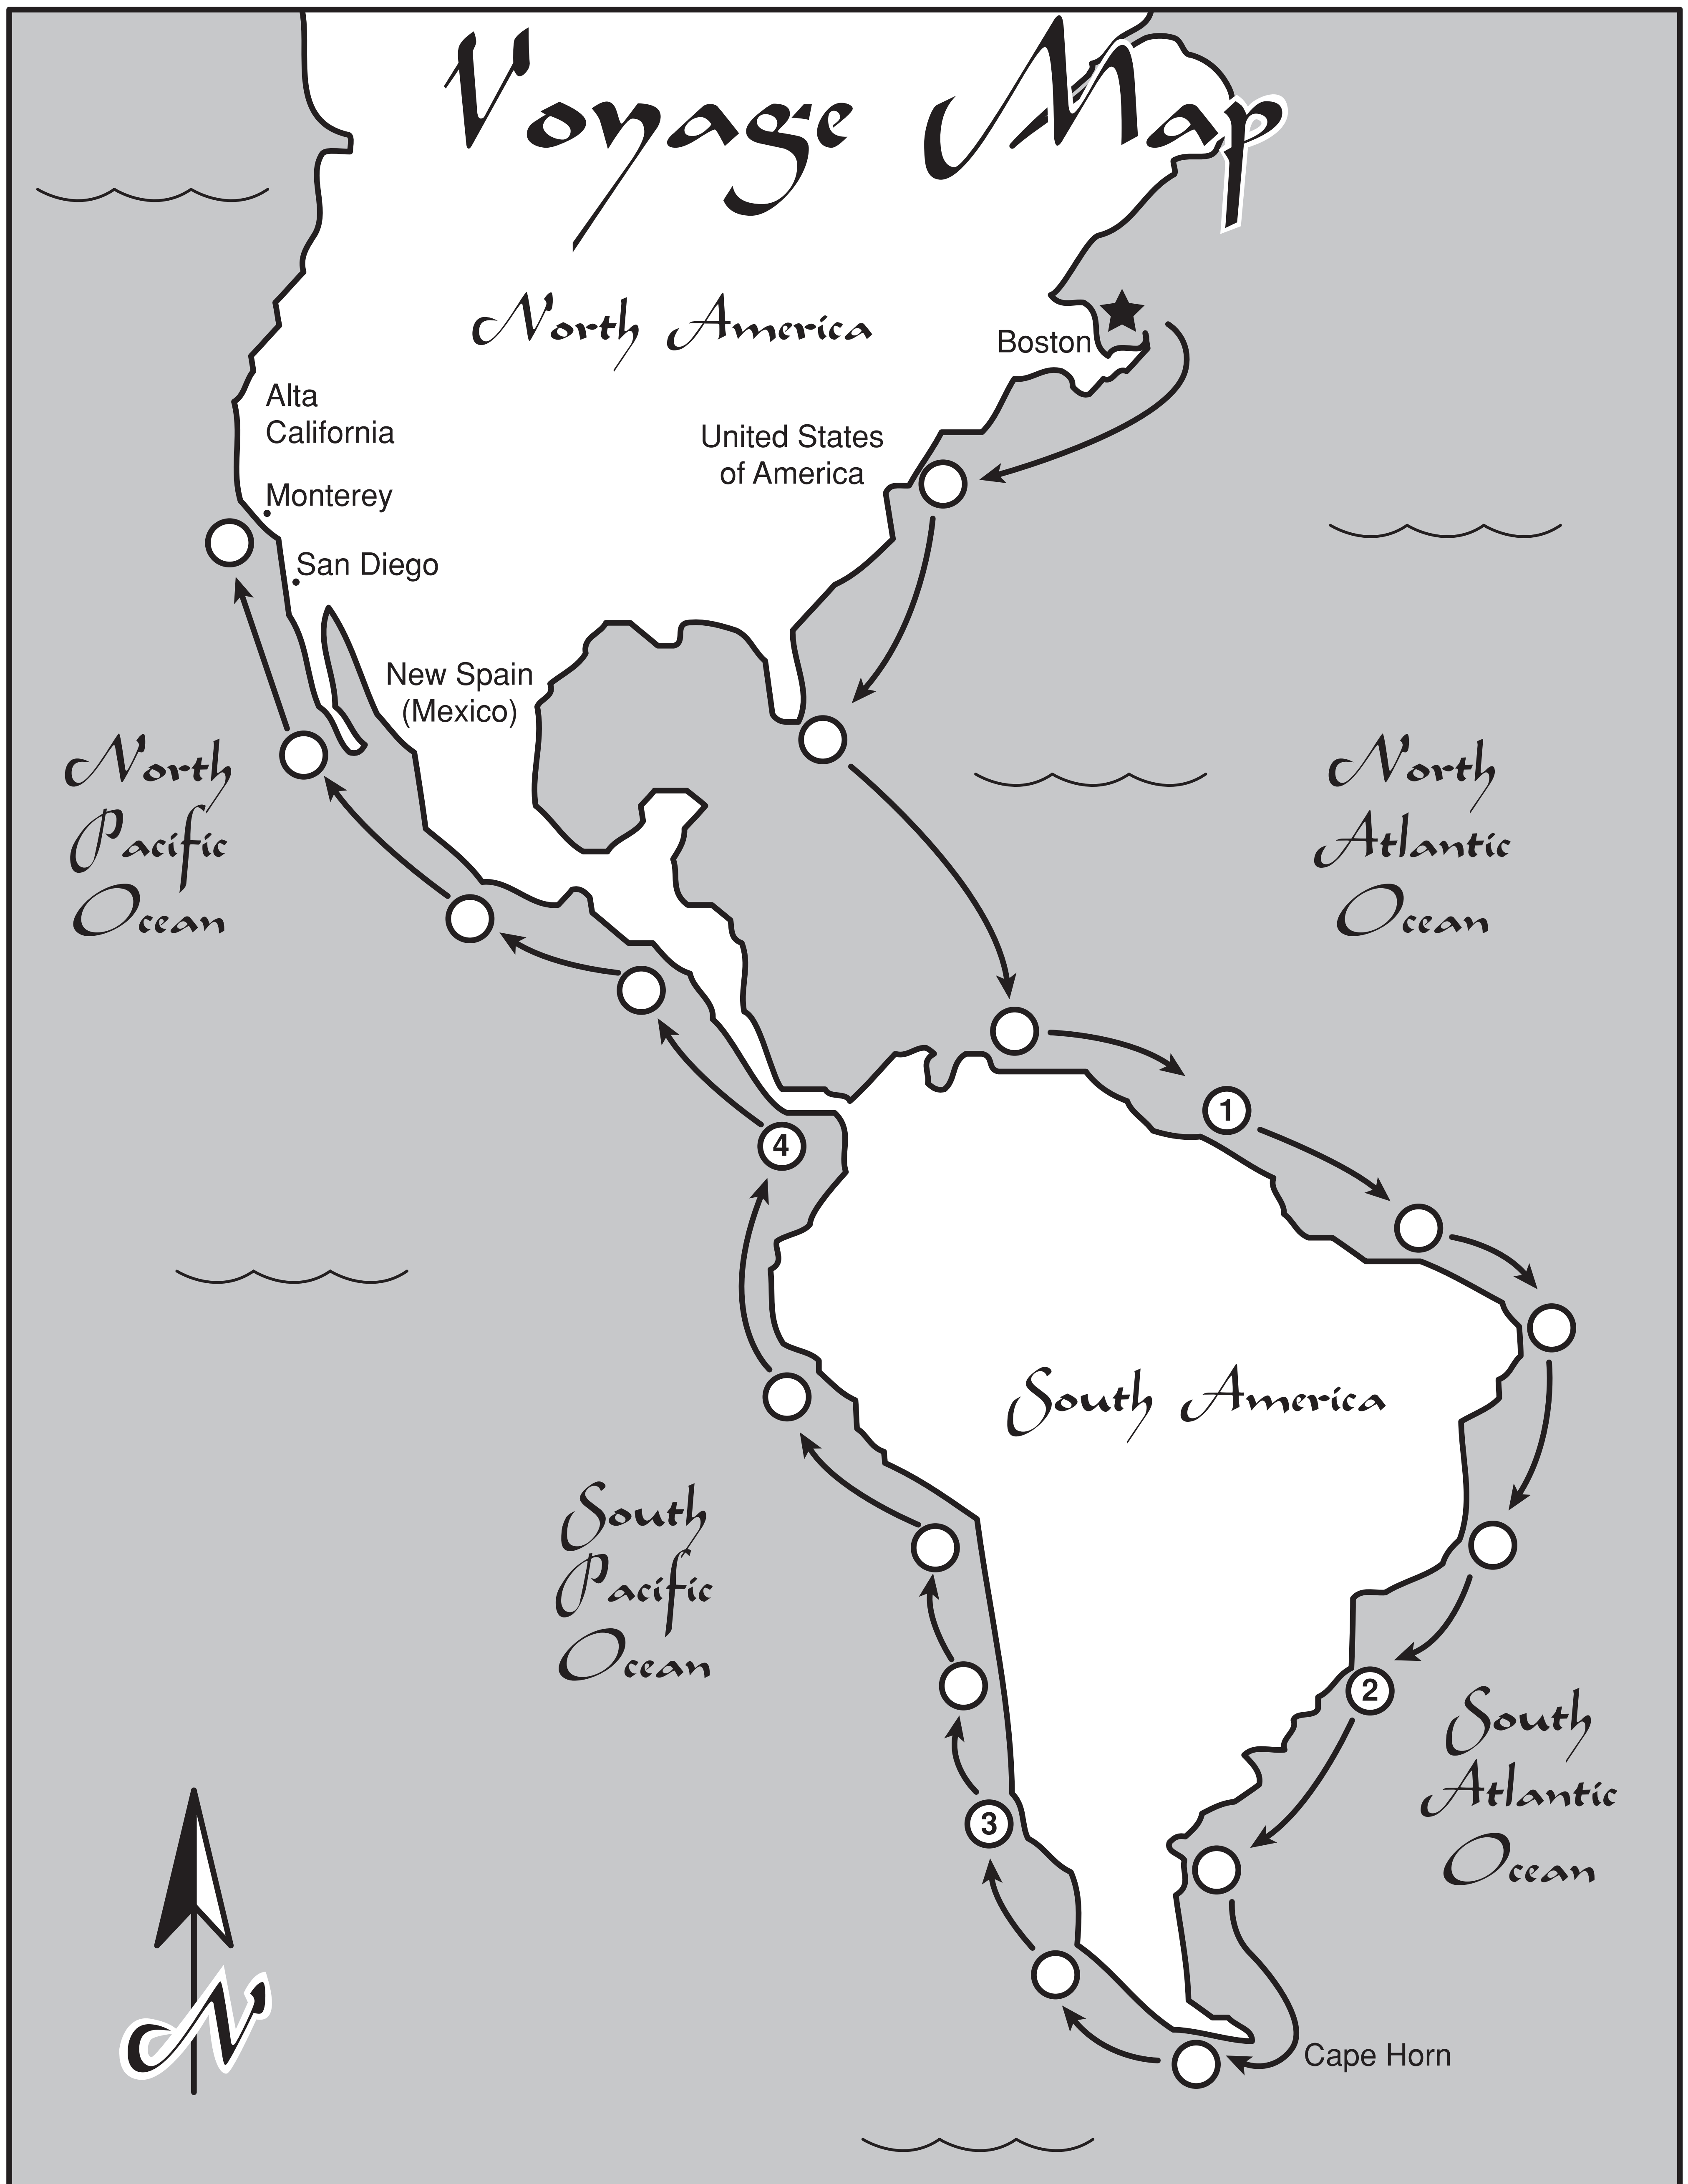 Voyage Map
North America
Boston
Alta
California
United States
of America
Monterey
San Diego
New Spain
(Mexico)
North
Pacific
Ocean
North
Atlantic
Ocean
1
4
South America
South
Pacific
Ocean
2
South
Atlantic
Ocean
3
N
Cape Horn